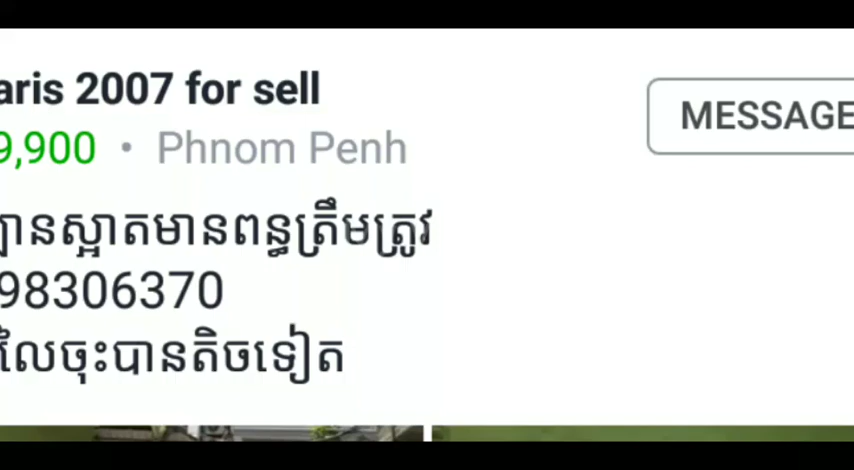 aris 2007 for sell
9,900 • Phnom Penh
MESSAGE
ានស្អាតមានពន្ធត្រឹមត្រូវ
98306370
លៃចុះបានតិចទៀត